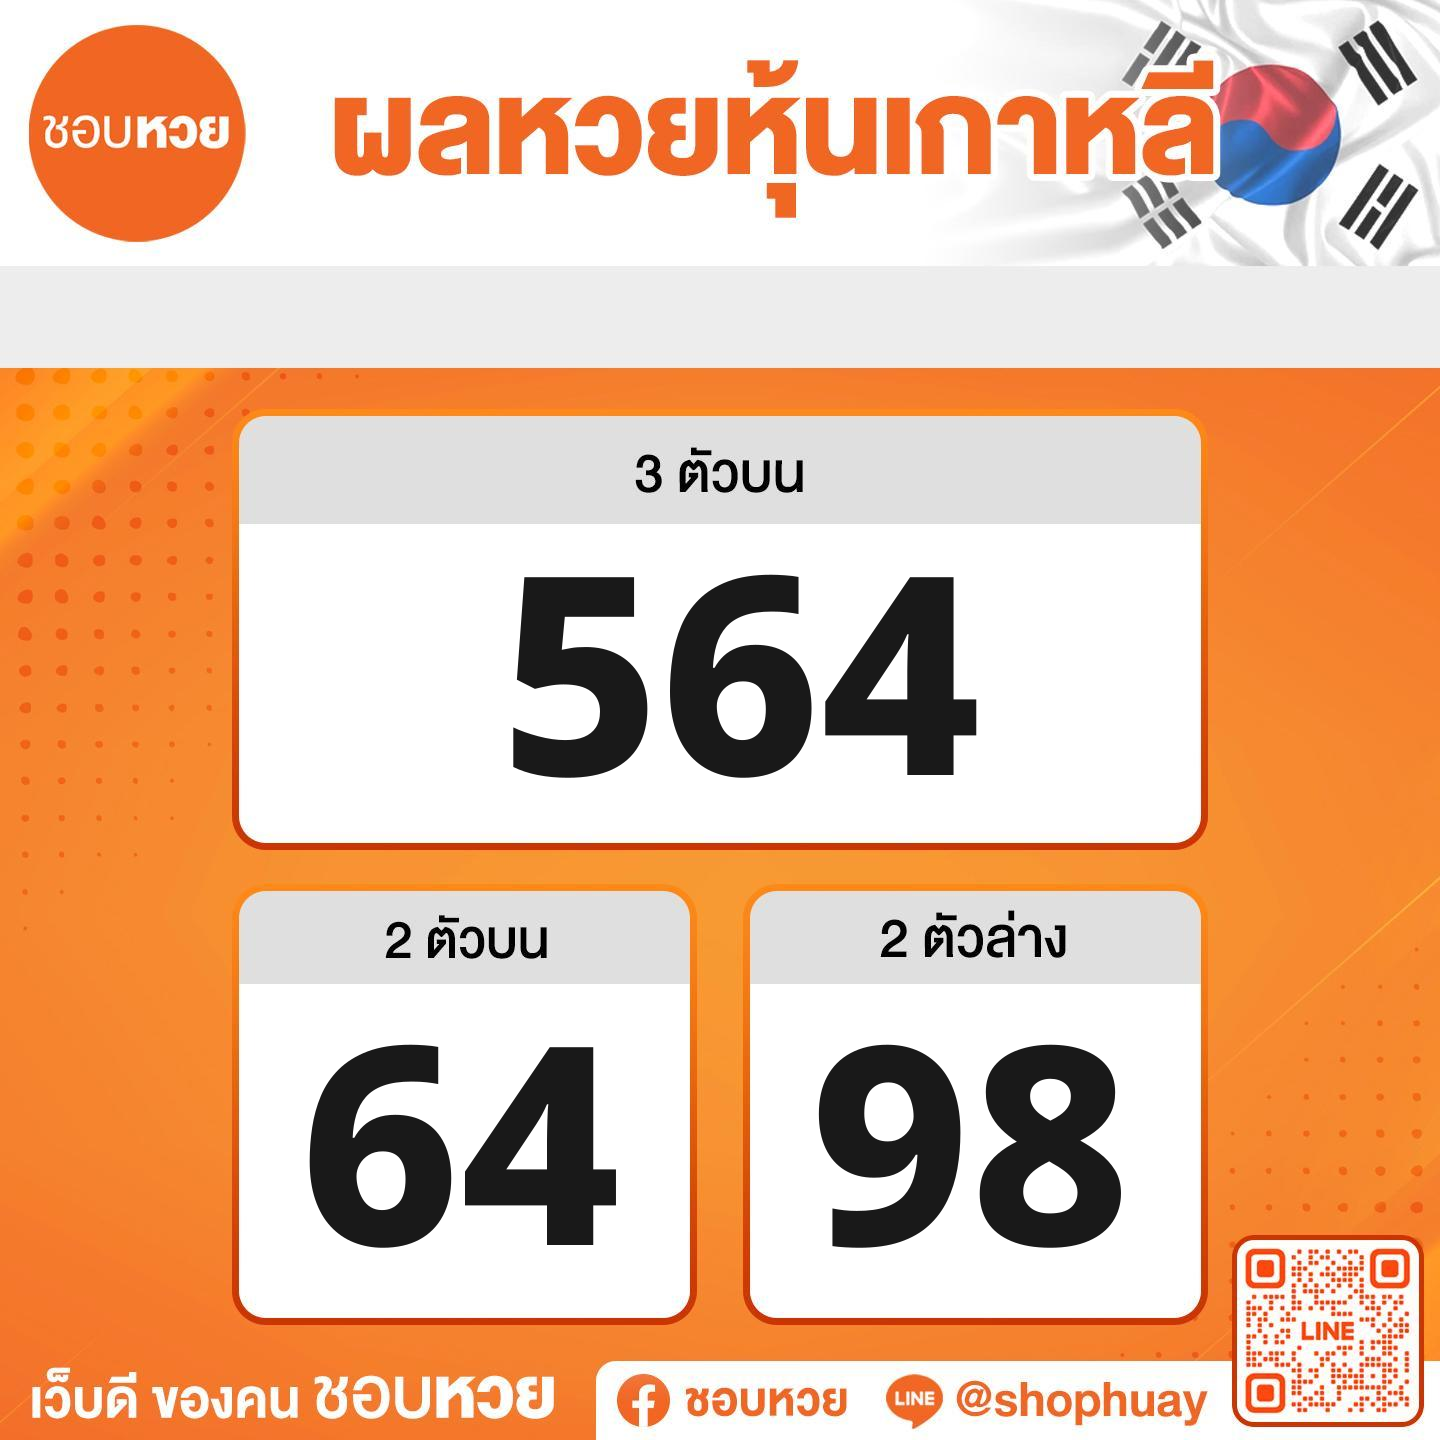 ชอบหวย
ผลหวยหุ้นเกาหลี
3 ตัวบน
564
2 ตัวบน
64
2 ตัวล่าง
98
เว็บดี ของคน ชอบหวย
ชอบหวย
LINE
@shophuay
LINE